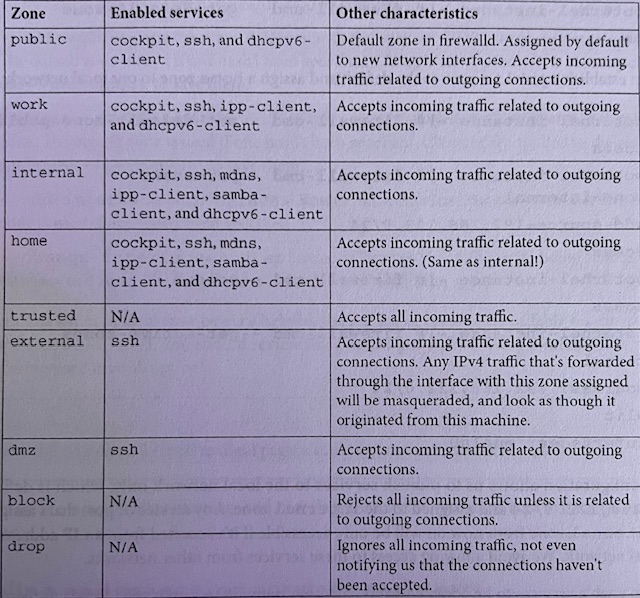 Zone Enabled services Other characteristics
public cockpit, ssh, and dhcpv6- Default zone in firewalld. Assigned by default
client to new network interfaces. Accepts incoming
traffic related to outgoing connections.
work cockpit, ssh, ipp-client, Accepts incoming traffic related to outgoing
and dhcpv6-client connections.
internal cockpit, ssh, mdns, Accepts incoming traffic related to outgoing
ipp-client, samba- connections.
client, and dhcpv6-client
home cockpit, ssh, mdns, Accepts incoming traffic related to outgoing
ipp-client, samba- connections. (Same as internal!)
client, and dhcpv6-client
trusted N/A Accepts all incoming traffic.
external ssh Accepts incoming traffic related to outgoing
connections. Any IPv4 traffic that's forwarded
through the interface with this zone assigned
will be masqueraded, and look as though it
originated from this machine.
dmz ssh Accepts incoming traffic related to outgoing
connections.
block N/A Rejects all incoming traffic unless it is related
to outgoing connections.
drop N/A Ignores all incoming traffic, not even
notifying us that the connections haven't
been accepted.